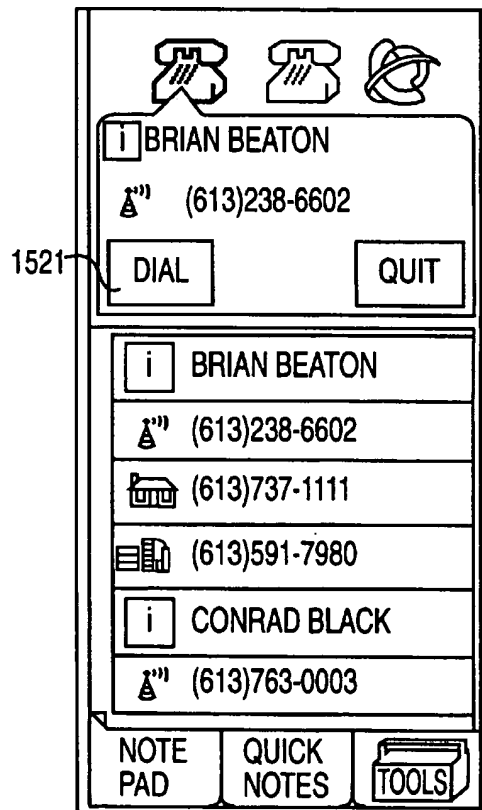 i BRIAN BEATON
(613)238-6602
1521
DIAL QUIT
i BRIAN BEATON
(613)238-6602
(613)737-1111
(613)591-7980
i CONRAD BLACK
(613)763-0003
NOTE PAD
QUICK NOTES
TOOLS